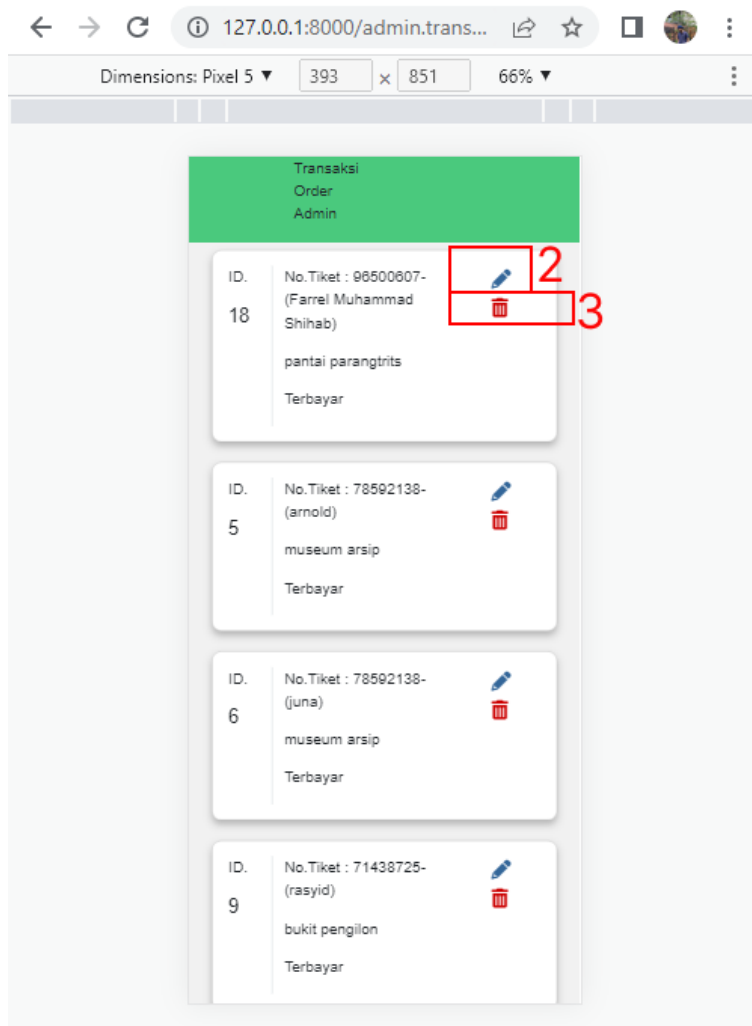 127.0.0.1:8000/admin.trans...
Dimensions: Pixel 5 ▼ 393 × 851 66% ▼
Transaksi
Order
Admin
2
3
ID.
18
No.Tiket : 96500607-
(Farrel Muhammad
Shihab)
pantai parangtrits
Terbayar
ID.
5
No.Tiket : 78592138-
(arnold)
museum arsip
Terbayar
ID.
6
No.Tiket : 78592138-
(juna)
museum arsip
Terbayar
ID.
9
No.Tiket : 71438725-
(rasyid)
bukit pengilon
Terbayar